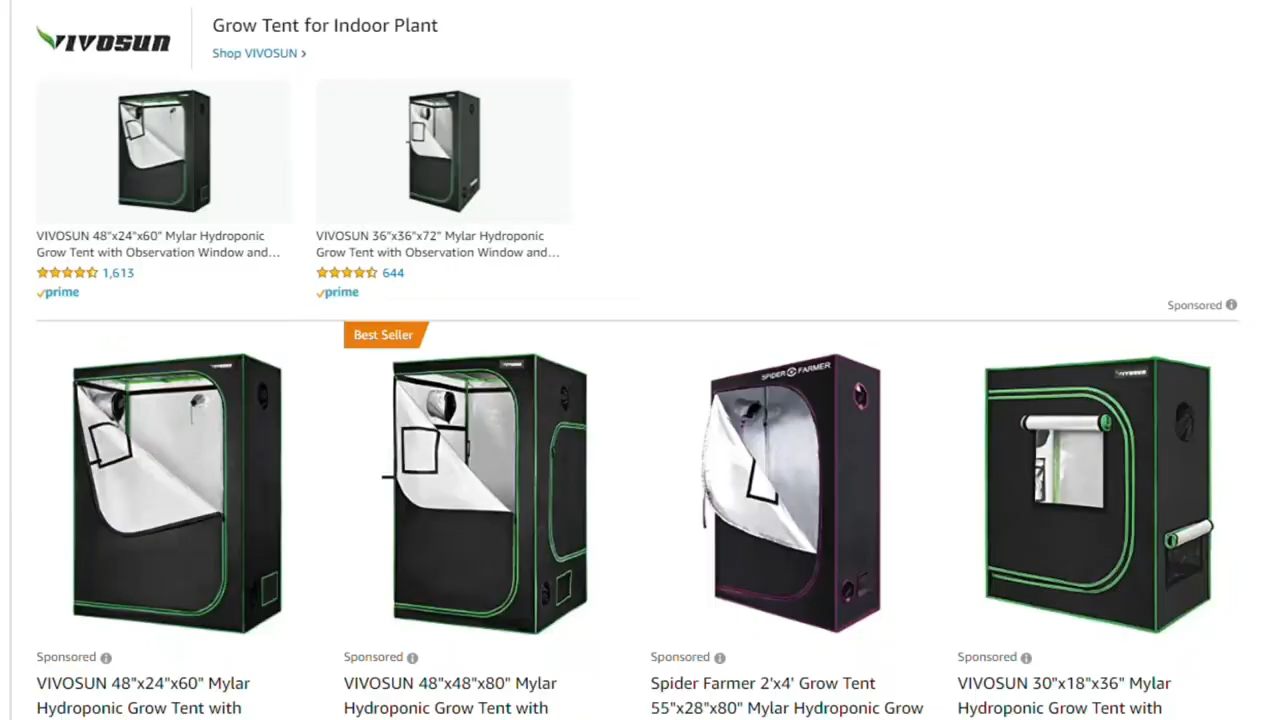 VIVOSUN
Grow Tent for Indoor Plant
Shop VIVOSUN ›
VIVOSUN 48"x24"x60" Mylar Hydroponic
Grow Tent with Observation Window and...
1,613
prime
VIVOSUN 36"x36"x72" Mylar Hydroponic
Grow Tent with Observation Window and...
644
prime
Sponsored
Best Seller
VIVOSUN
VIVOSUN
SPIDER FARMER
VIVOSUN
Sponsored
VIVOSUN 48"x24"x60" Mylar
Hydroponic Grow Tent with
Sponsored
VIVOSUN 48"x48"x80" Mylar
Hydroponic Grow Tent with
Sponsored
Spider Farmer 2'x4' Grow Tent
55"x28"x80" Mylar Hydroponic Grow
Sponsored
VIVOSUN 30"x18"x36" Mylar
Hydroponic Grow Tent with